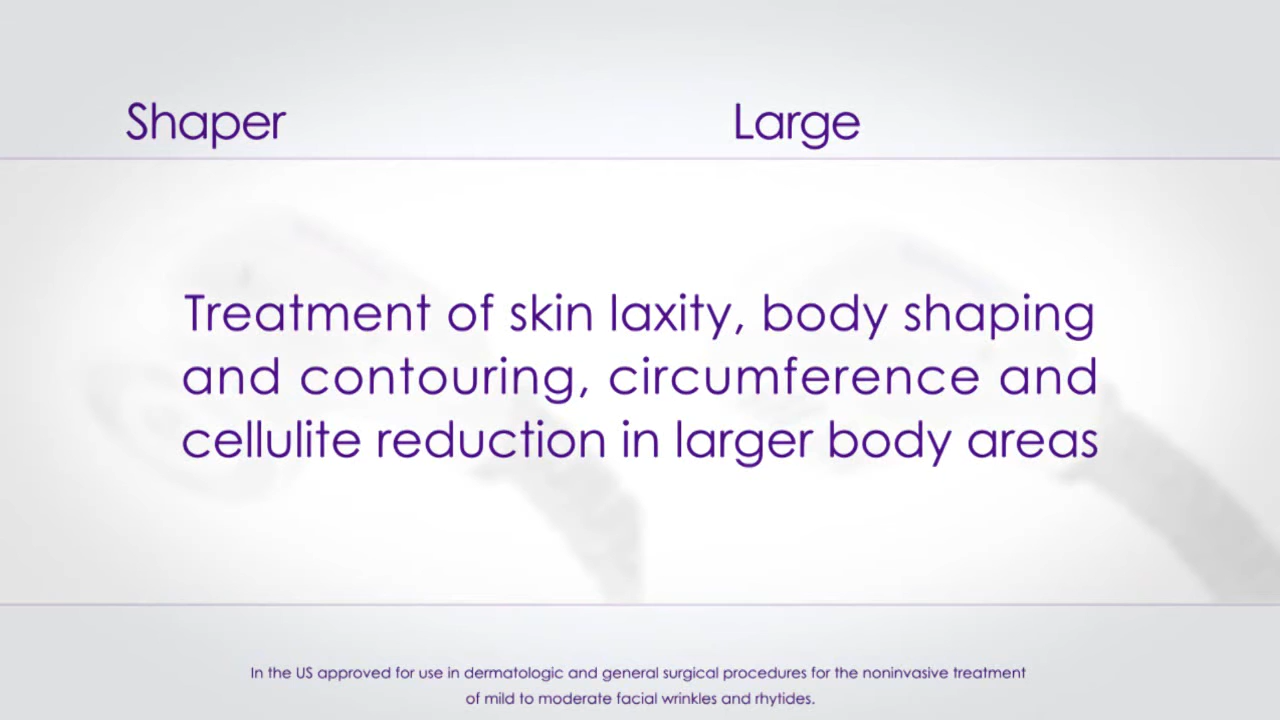 Shaper
Large
Treatment of skin laxity, body shaping
and contouring, circumference and
cellulite reduction in larger body areas
In the US approved for use in dermatologic and general surgical procedures for the noninvasive treatment
of mild to moderate facial wrinkles and rhytides.